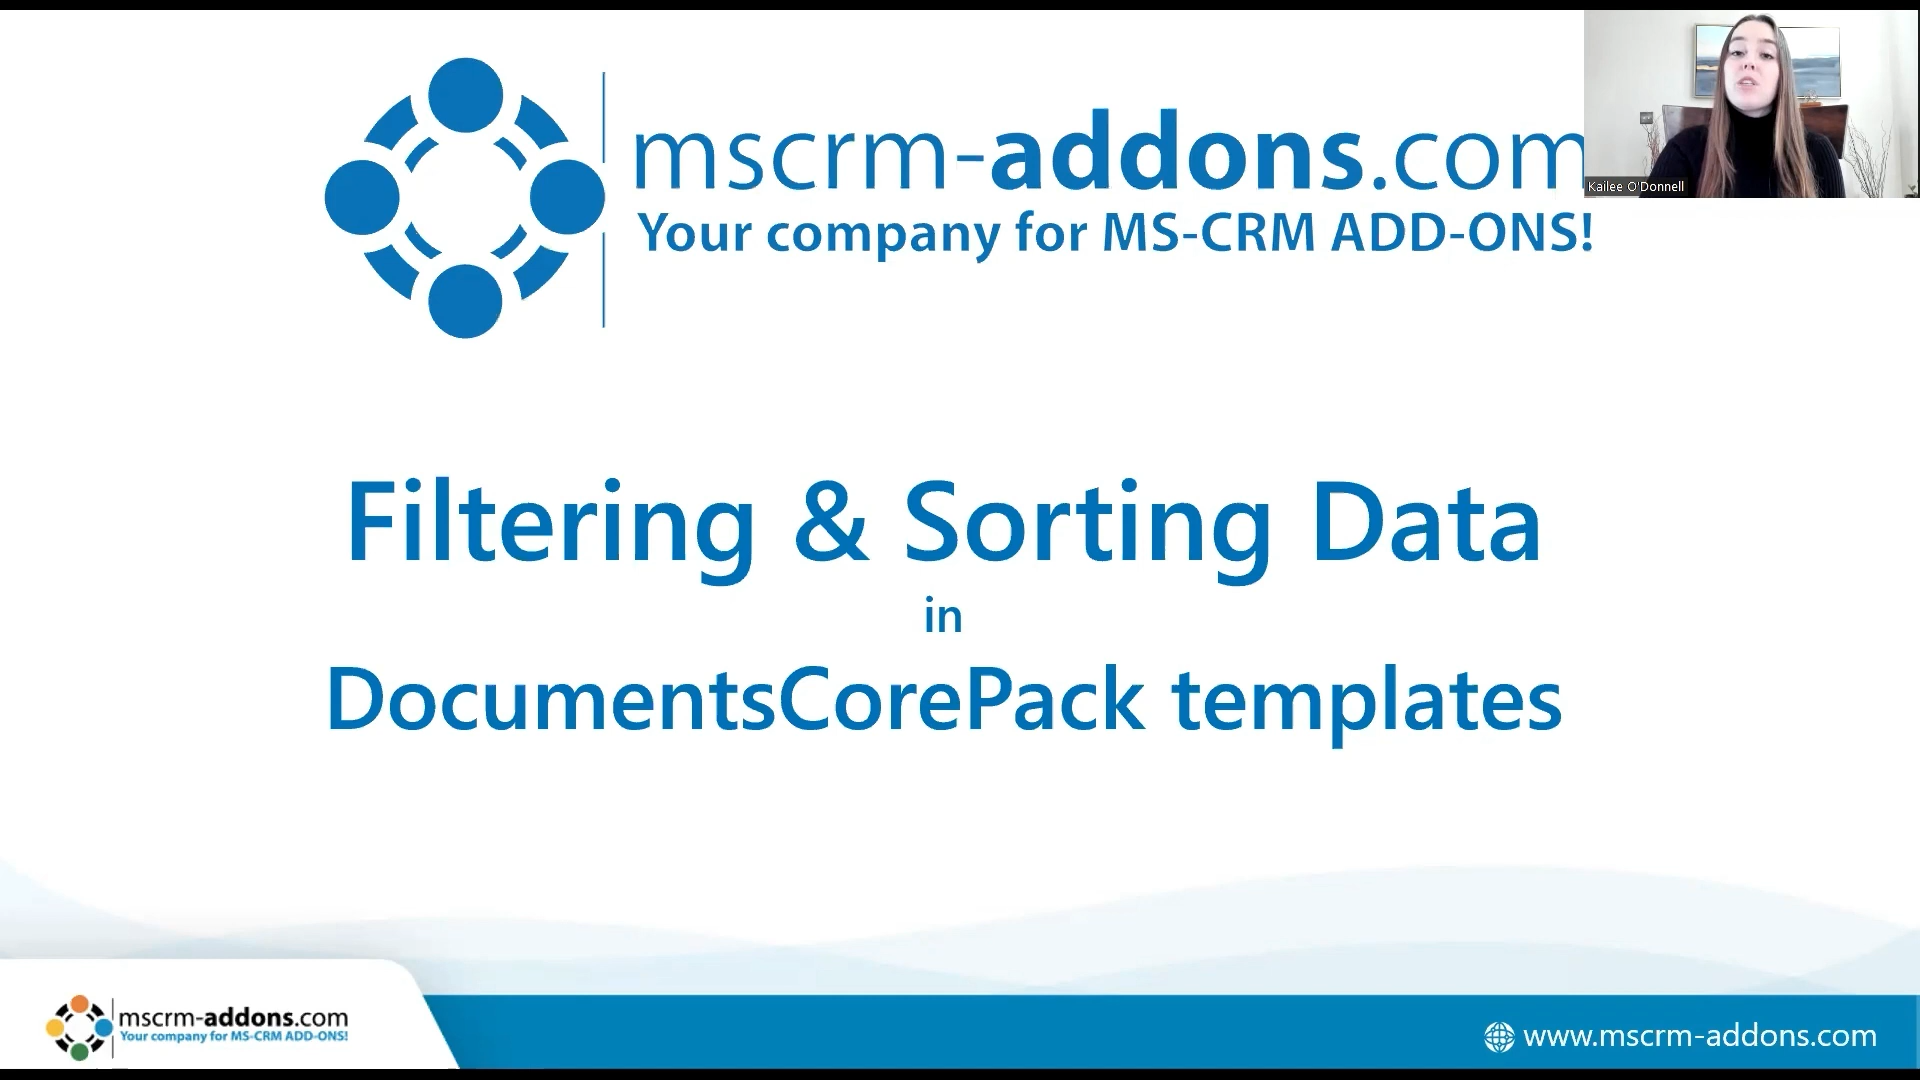 mscrm-addons.com
Your company for MS-CRM ADD-ONS!
Kailee O'Donnell
Filtering & Sorting Data
in
DocumentsCorePack templates
mscrm-addons.com
Your company for MS-CRM ADD-ONS!
www.mscrm-addons.com